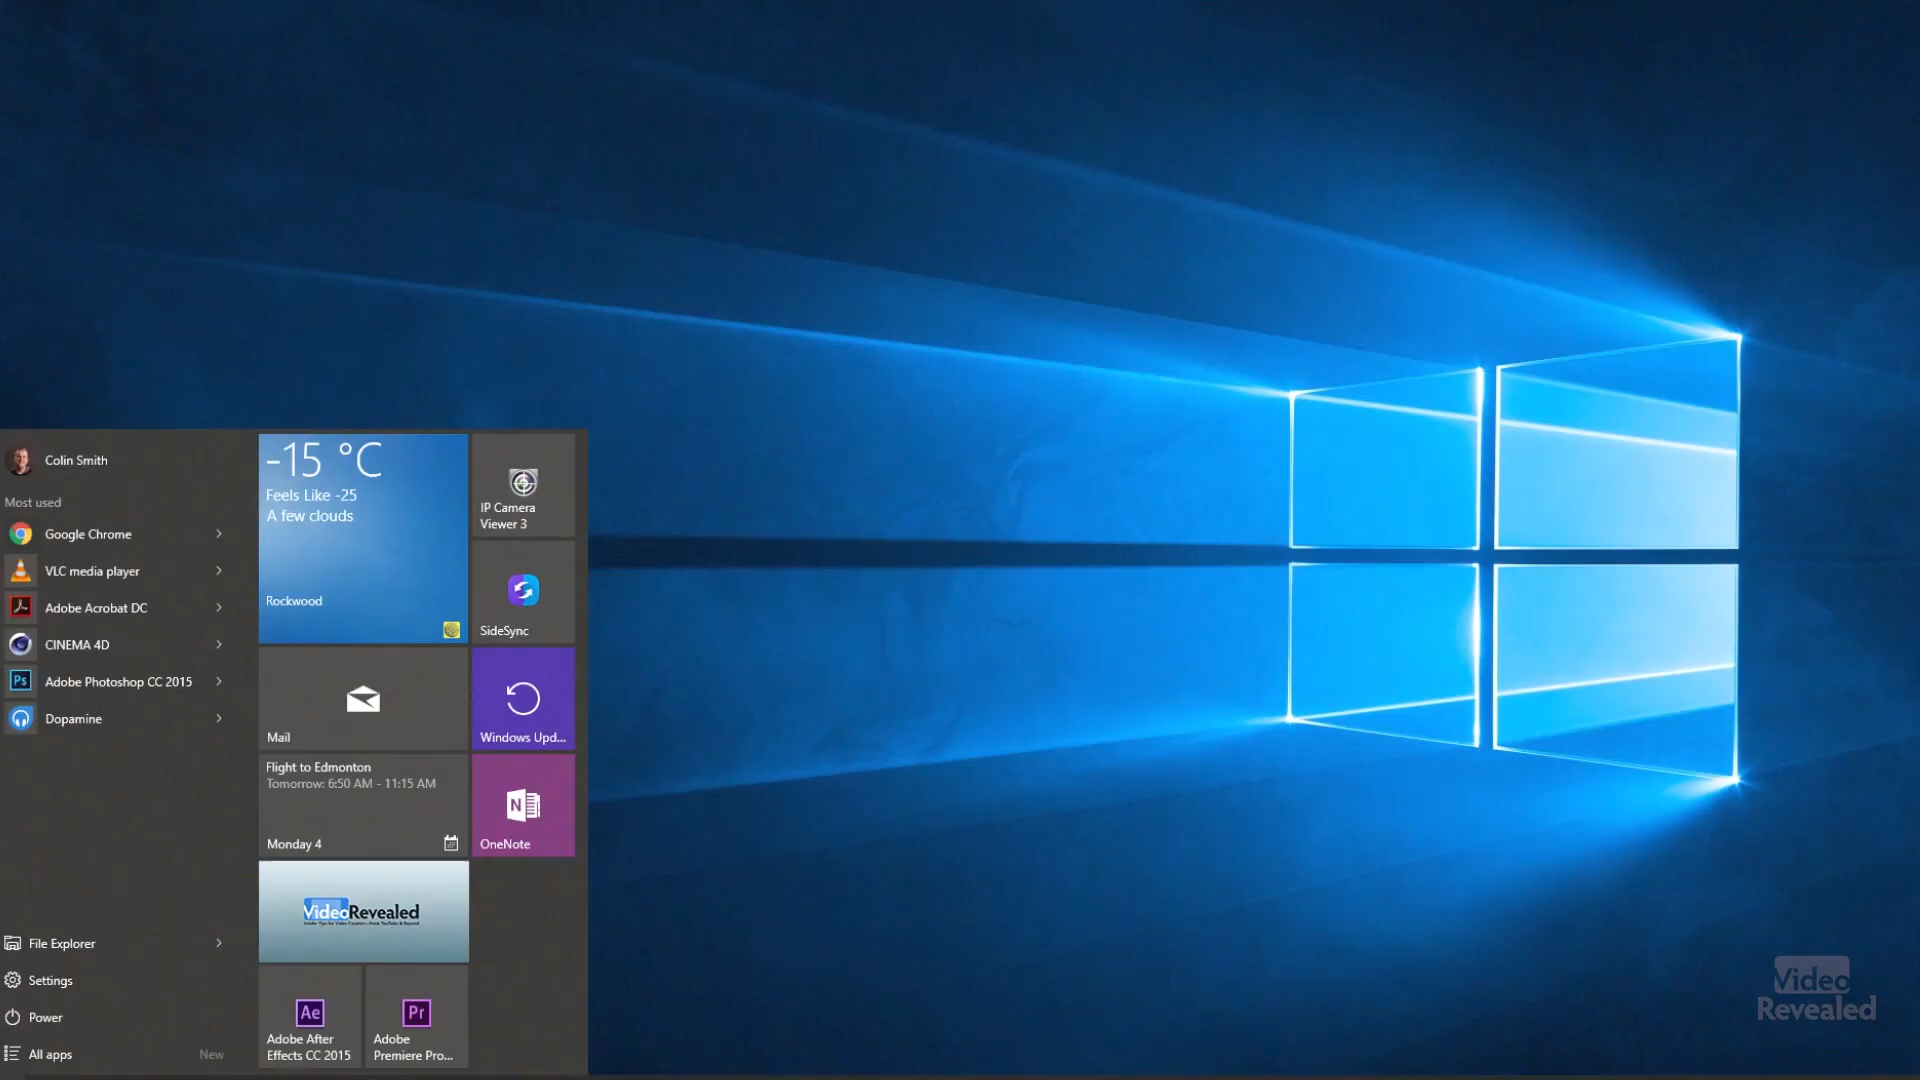 Colin Smith
Most used
Google Chrome
VLC media player
Adobe Acrobat DC
CINEMA 4D
Ps
Adobe Photoshop CC 2015
Dopamine
File Explorer
Settings
Power
All apps
New
-15 °C
Feels Like -25
A few clouds
Rockwood
IP Camera
Viewer 3
SideSync
Mail
Windows Upd...
Flight to Edmonton
Tomorrow: 6:50 AM - 11:15 AM
Monday 4
N
OneNote
VideoRevealed
Ae
Adobe After
Effects CC 2015
Pr
Adobe
Premiere Pro...
Video
Revealed